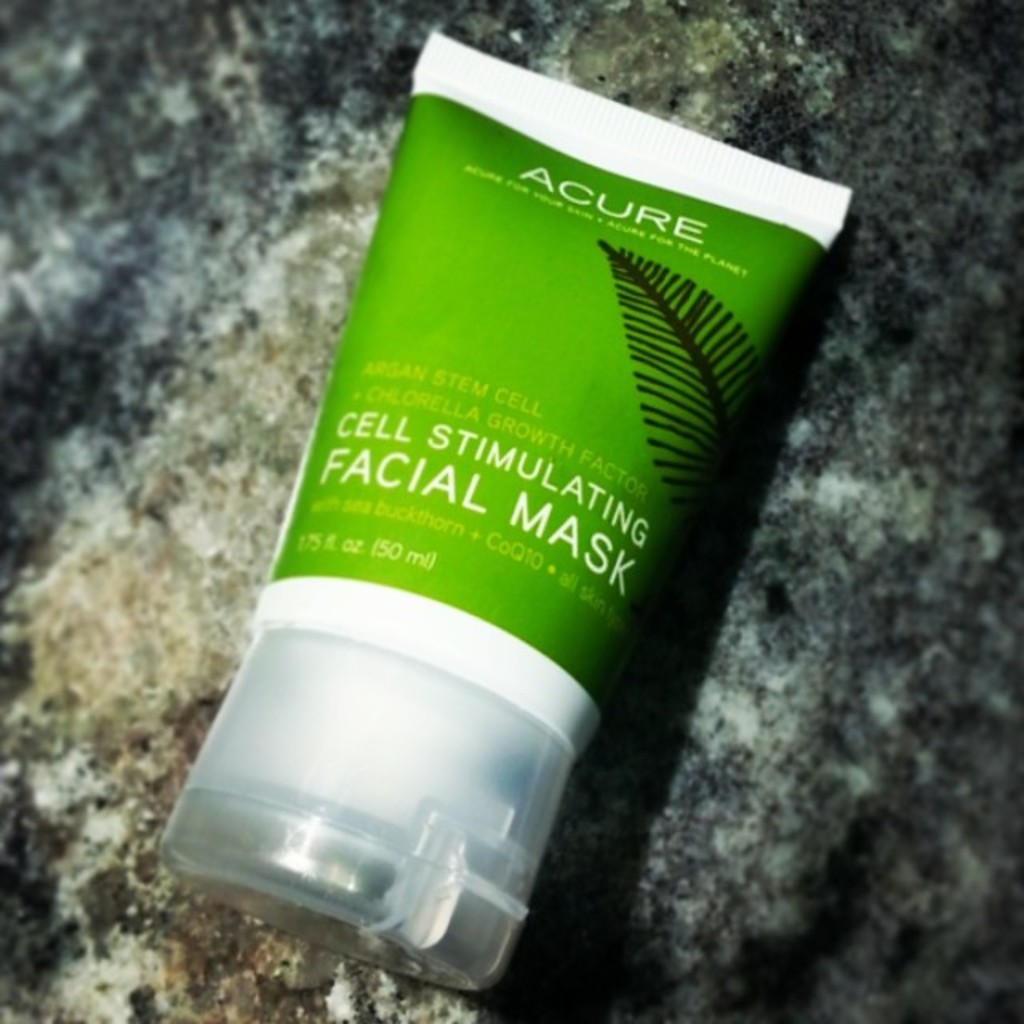 ACURE
ACURE FOR YOUR SKIN • ACURE FOR THE PLANET
ARGAN STEM CELL
+ CHLORELLA GROWTH FACTOR
CELL STIMULATING
FACIAL MASK
with sea buckthorn + CoQ10 • all skin
1.75 fl. oz. (50 ml)